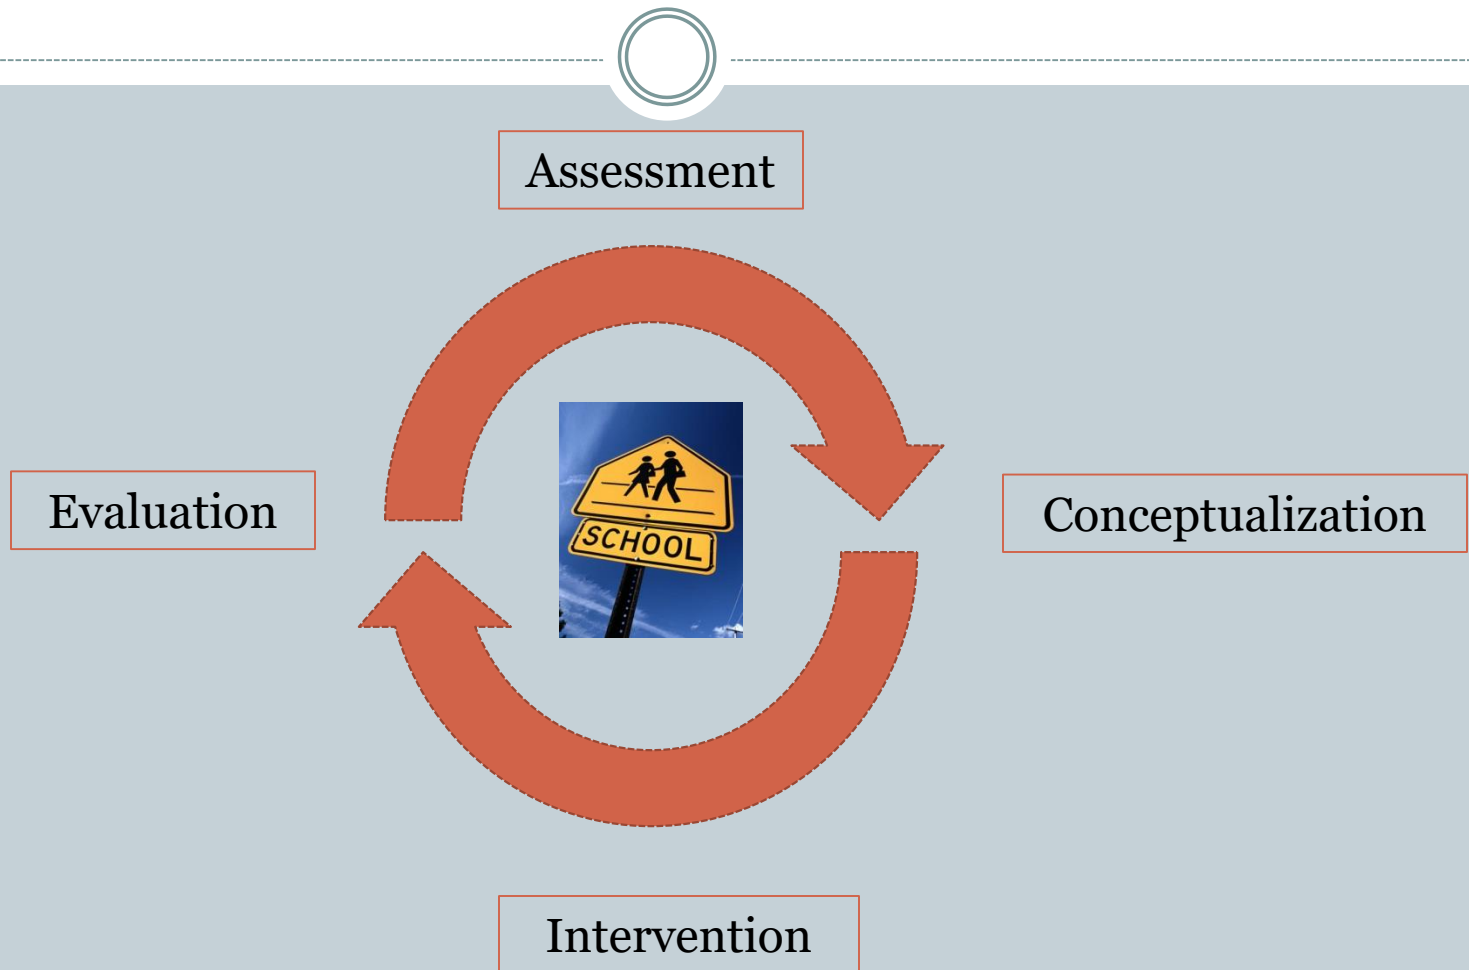 Assessment
Evaluation
Conceptualization
SCHOOL
Intervention